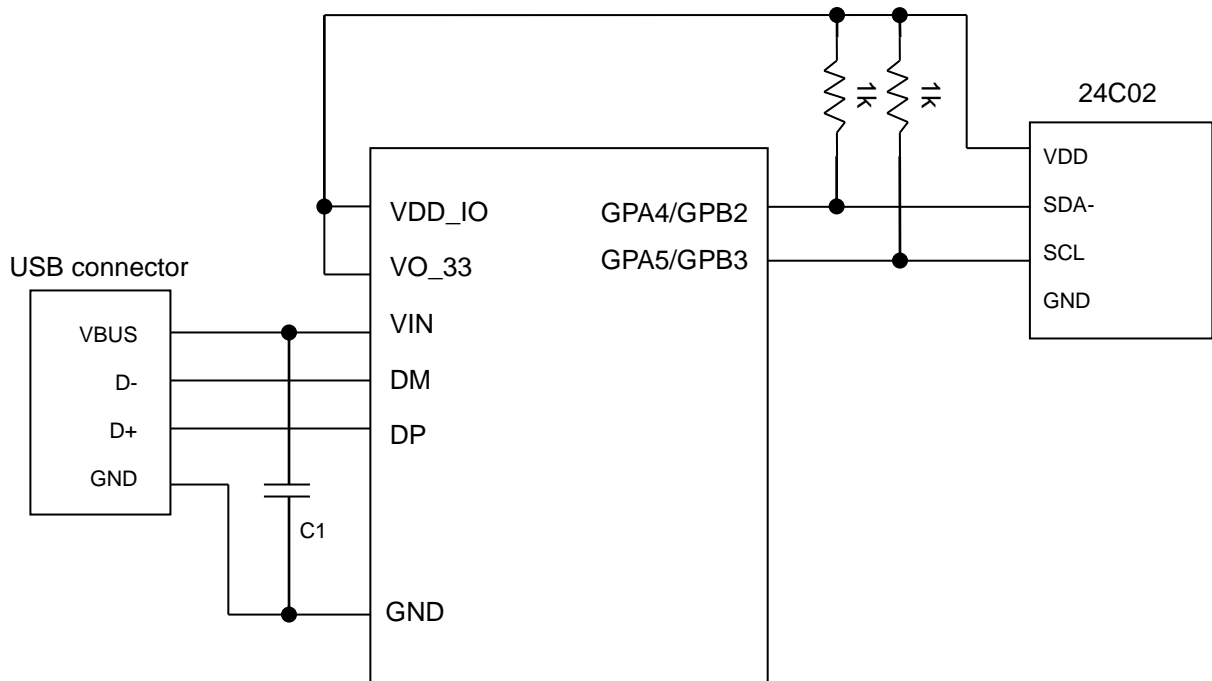 1k
1k
24C02
VDD
SDA-
SCL
GND
VDD_IO
VO_33
VIN
DM
DP
GND
GPA4/GPB2
GPA5/GPB3
USB connector
VBUS
D-
D+
GND
C1